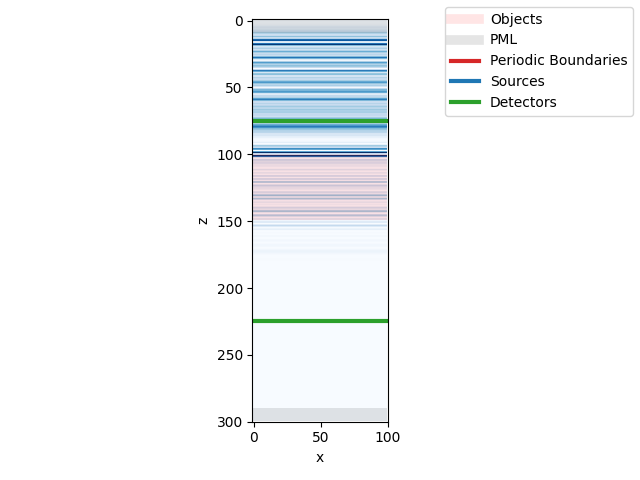 Objects
PML
Periodic Boundaries
Sources
Detectors
0
50
100
150
200
250
300
z
0
50
100
x